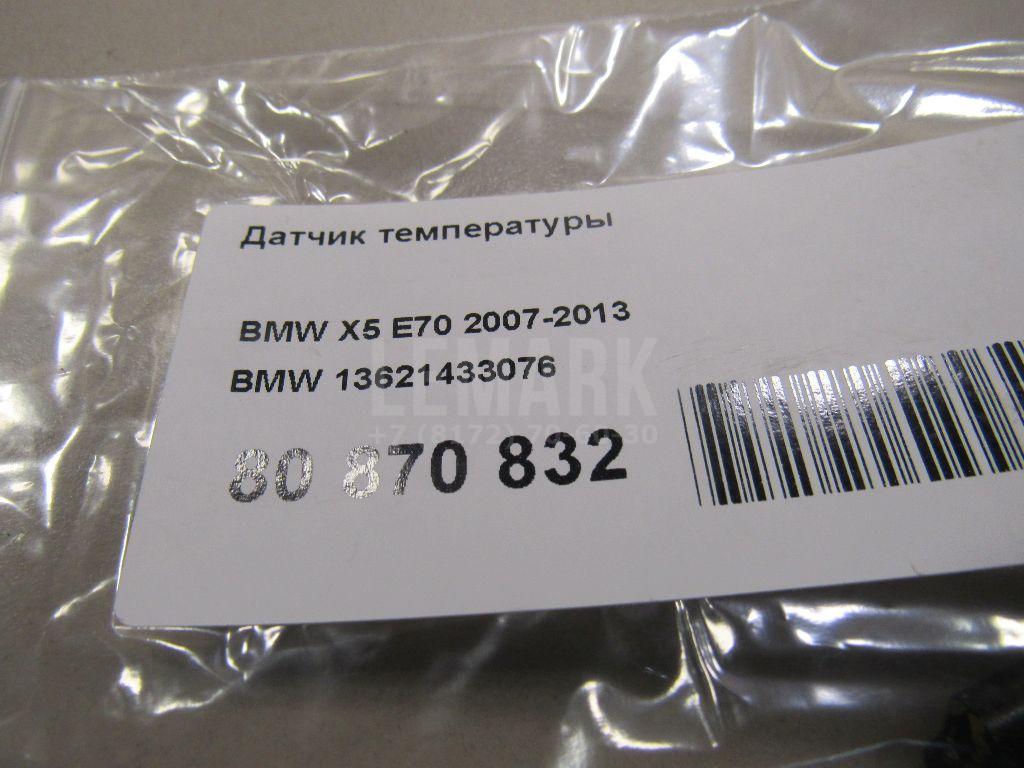 Датчик температуры
BMW X5 E70 2007-2013
BMW 13621433076
LEMARK
80 870 832